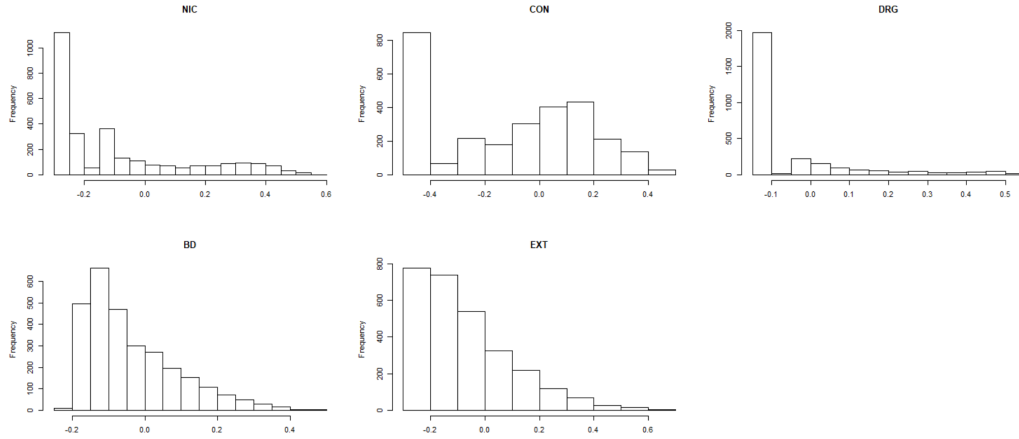 NIC
Frequency
0 200 400 600 800 1000
-0.2 0.0 0.2 0.4 0.6
CON
Frequency
0 200 400 600 800
-0.4 -0.2 0.0 0.2 0.4
DRG
Frequency
0 500 1000 1500 2000
-0.1 0.0 0.1 0.2 0.3 0.4 0.5
BD
Frequency
0 100 200 300 400 500 600
-0.2 0.0 0.2 0.4
EXT
Frequency
0 200 400 600 800
-0.2 0.0 0.2 0.4 0.6